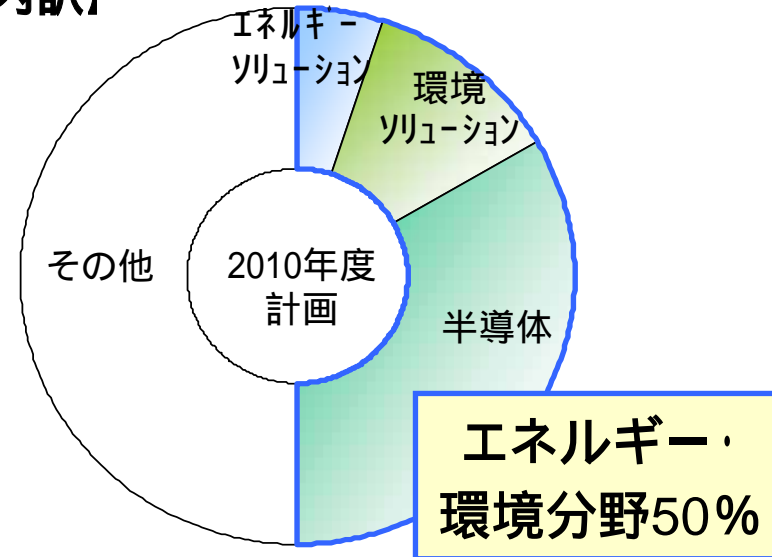 内訳】
エネルギー
ソリューション
環境
ソリューション
その他
2010年度
計画
半導体
エネルギー・
環境分野50%